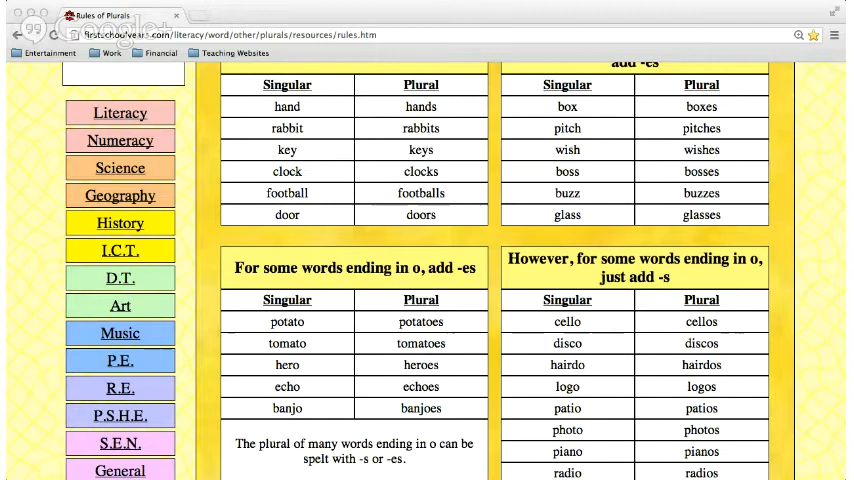 Rules of Plurals
Google+
firstschoolyears.com/literacy/word/other/plurals/resources/rules.htm
Entertainment Work Financial Teaching Websites
Literacy
Numeracy
Science
Geography
History
I.C.T.
D.T.
Art
Music
P.E.
R.E.
P.S.H.E.
S.E.N.
General
Singular Plural
hand hands
rabbit rabbits
key keys
clock clocks
football footballs
door doors
add -es
Singular Plural
box boxes
pitch pitches
wish wishes
boss bosses
buzz buzzes
glass glasses
For some words ending in o, add -es
Singular Plural
potato potatoes
tomato tomatoes
hero heroes
echo echoes
banjo banjoes
The plural of many words ending in o can be
spelt with -s or -es.
However, for some words ending in o,
just add -s
Singular Plural
cello cellos
disco discos
hairdo hairdos
logo logos
patio patios
photo photos
piano pianos
radio radios